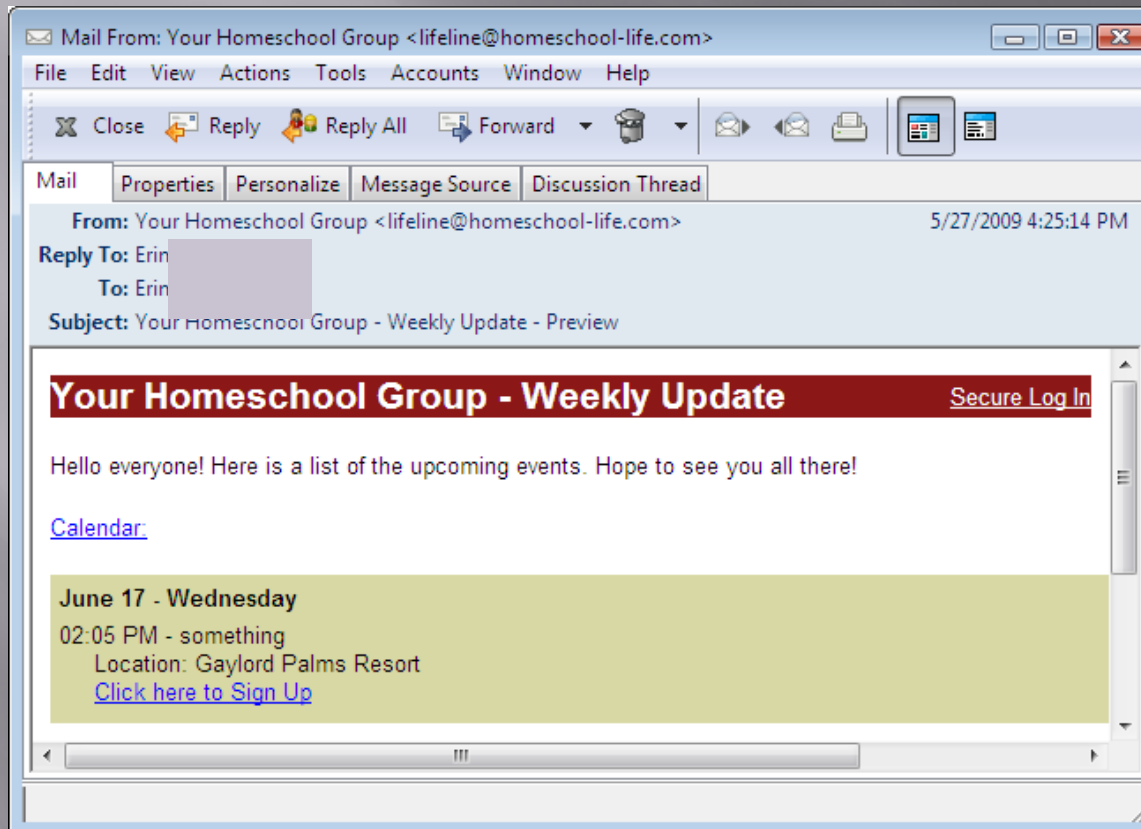 Mail From: Your Homeschool Group <lifeline@homeschool-life.com>
File Edit View Actions Tools Accounts Window Help
Close Reply Reply All Forward
Mail Properties Personalize Message Source Discussion Thread
From: Your Homeschool Group <lifeline@homeschool-life.com> 5/27/2009 4:25:14 PM
Reply To: Erin
To: Erin
Subject: Your Homeschool Group - Weekly Update - Preview
Your Homeschool Group - Weekly Update Secure Log In
Hello everyone! Here is a list of the upcoming events. Hope to see you all there!
Calendar:
June 17 - Wednesday
02:05 PM - something
Location: Gaylord Palms Resort
Click here to Sign Up